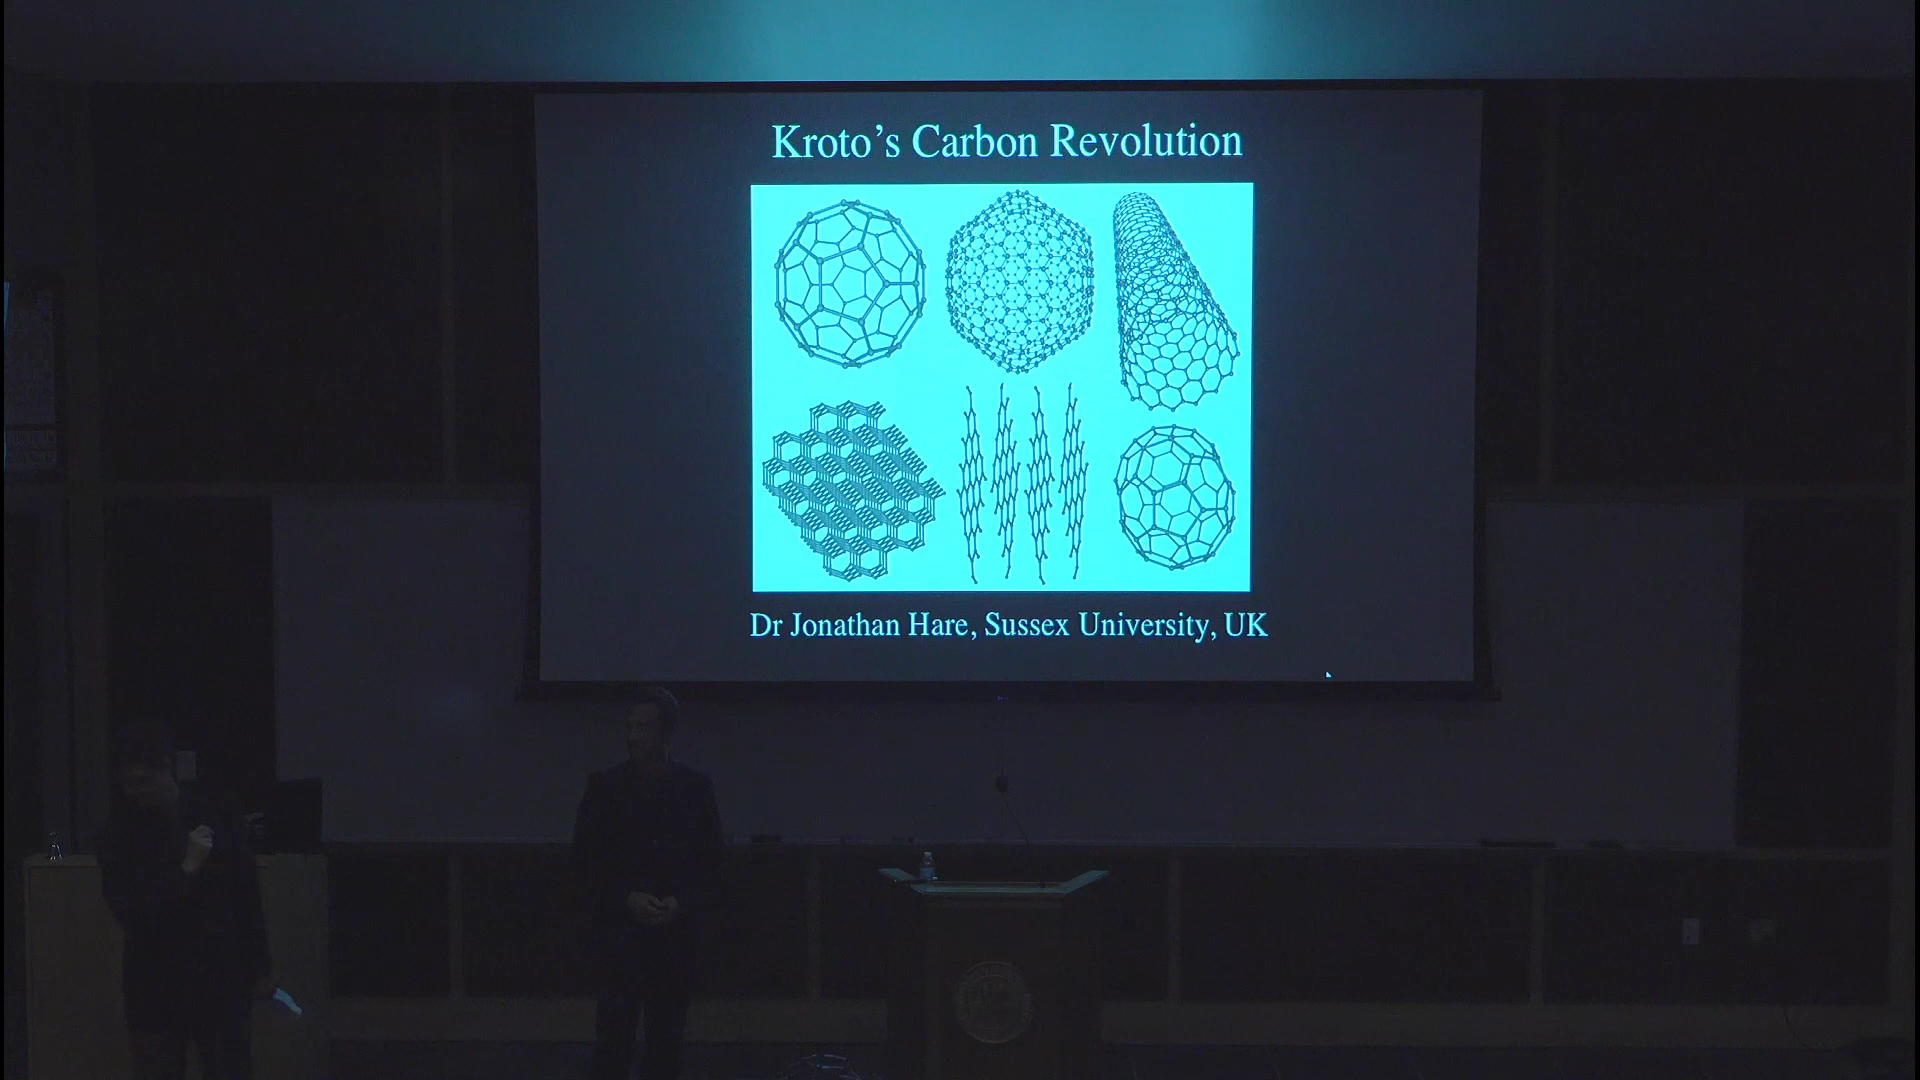 Kroto's Carbon Revolution
Dr Jonathan Hare, Sussex University, UK